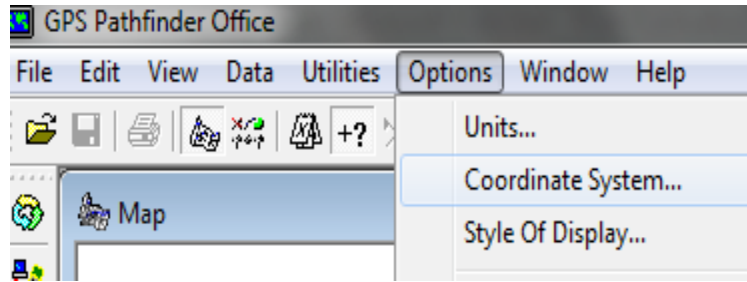 GPS Pathfinder Office
File Edit View Data Utilities Options Window Help
+?
Units...
Coordinate System...
Map
Style Of Display...